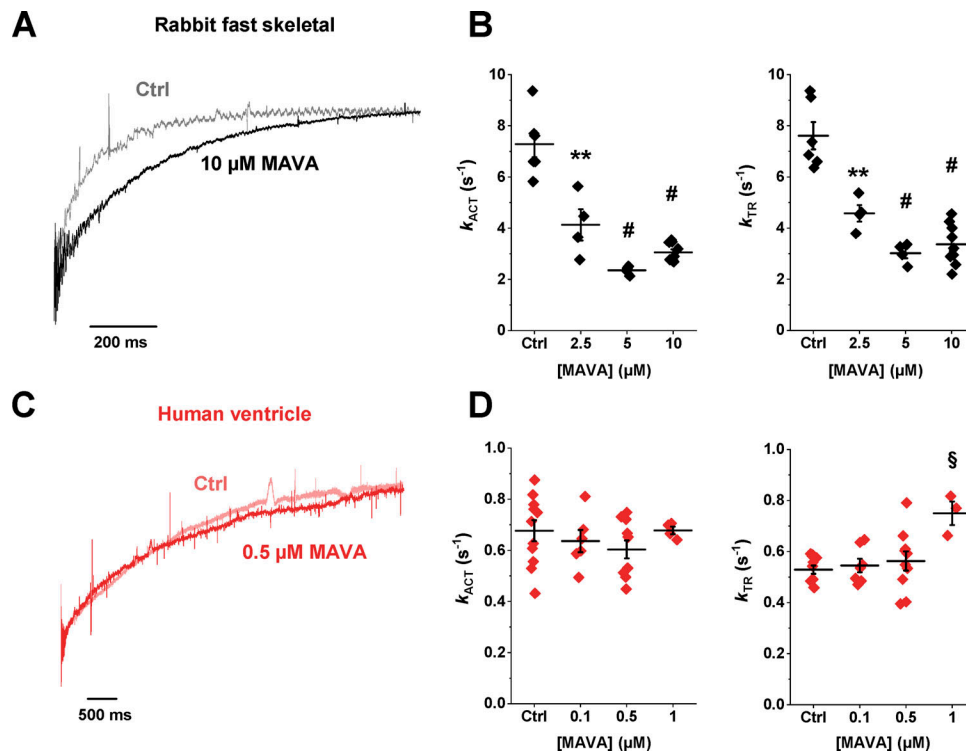 A
Rabbit fast skeletal
Ctrl
10 µM MAVA
200 ms
B
10
8
6
4
2
0
kACT (s⁻¹)
**
#
#
Ctrl
2.5
5
10
[MAVA] (µM)
10
8
6
4
2
0
kTR (s⁻¹)
**
#
#
Ctrl
2.5
5
10
[MAVA] (µM)
C
Human ventricle
Ctrl
0.5 µM MAVA
500 ms
D
1.0
0.8
0.6
0.4
0.2
0.0
kACT (s⁻¹)
Ctrl
0.1
0.5
1
[MAVA] (µM)
1.0
0.8
0.6
0.4
0.2
0.0
kTR (s⁻¹)
§
Ctrl
0.1
0.5
1
[MAVA] (µM)